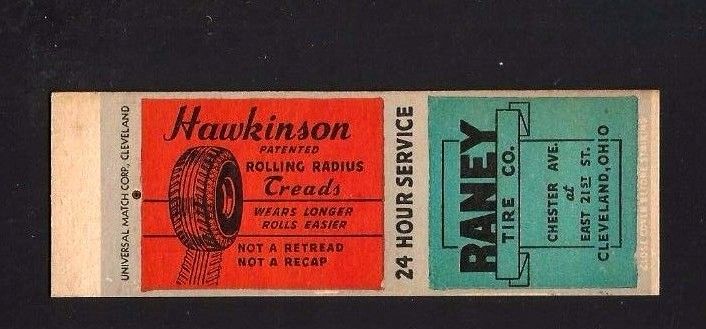 UNIVERSAL MATCH CORP., CLEVELAND
Hawkinson
PATENTED
ROLLING RADIUS
Treads
WEARS LONGER
ROLLS EASIER
NOT A RETREAD
NOT A RECAP
24 HOUR SERVICE
RANEY
TIRE CO.
CHESTER AVE.
at
EAST 21ST ST.
CLEVELAND, OHIO